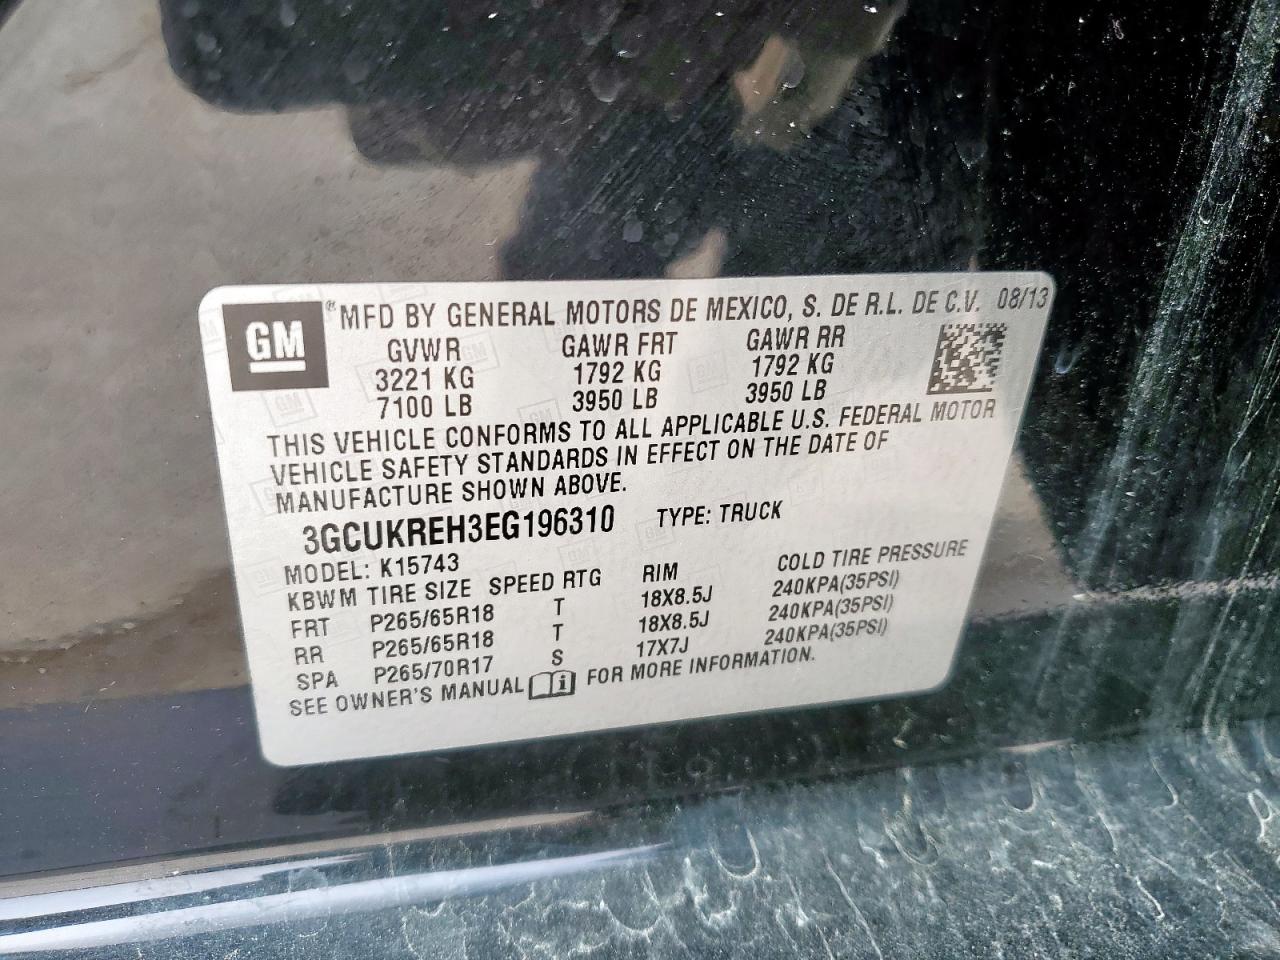 GM ® MFD BY GENERAL MOTORS DE MEXICO, S. DE R.L. DE C.V. 08/13
GVWR GAWR FRT GAWR RR
3221 KG 1792 KG 1792 KG
7100 LB 3950 LB 3950 LB
THIS VEHICLE CONFORMS TO ALL APPLICABLE U.S. FEDERAL MOTOR
VEHICLE SAFETY STANDARDS IN EFFECT ON THE DATE OF
MANUFACTURE SHOWN ABOVE.
3GCUKREH3EG196310 TYPE: TRUCK
MODEL: K15743
KBWM TIRE SIZE SPEED RTG RIM COLD TIRE PRESSURE
FRT P265/65R18 T 18X8.5J 240KPA(35PSI)
RR P265/65R18 T 18X8.5J 240KPA(35PSI)
SPA P265/70R17 S 17X7J 240KPA(35PSI)
SEE OWNER'S MANUAL i FOR MORE INFORMATION.